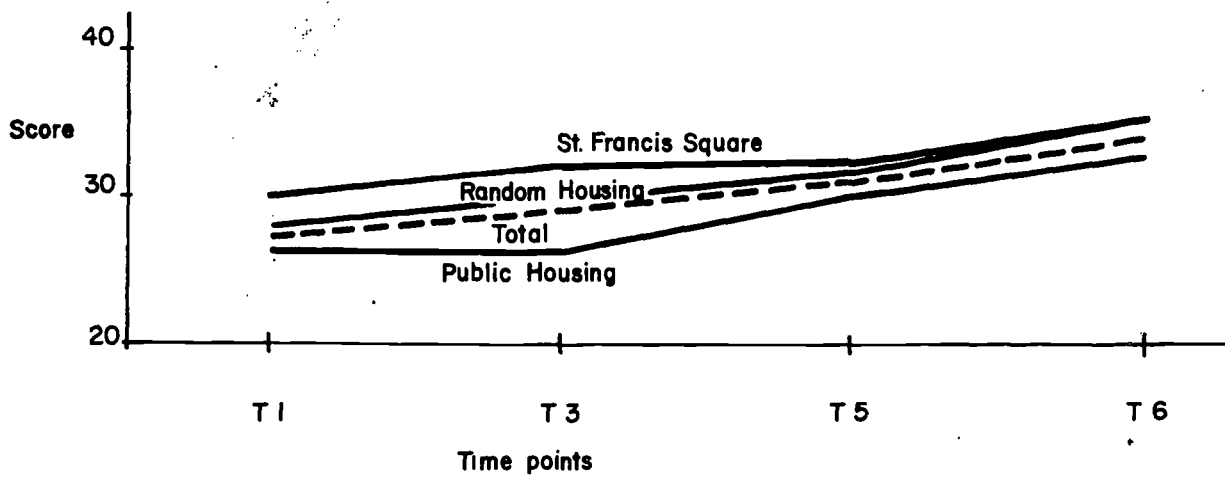 40
Score
St. Francis Square
30
Random Housing
Total
Public Housing
20
T 1 T 3 T 5 T 6
Time points